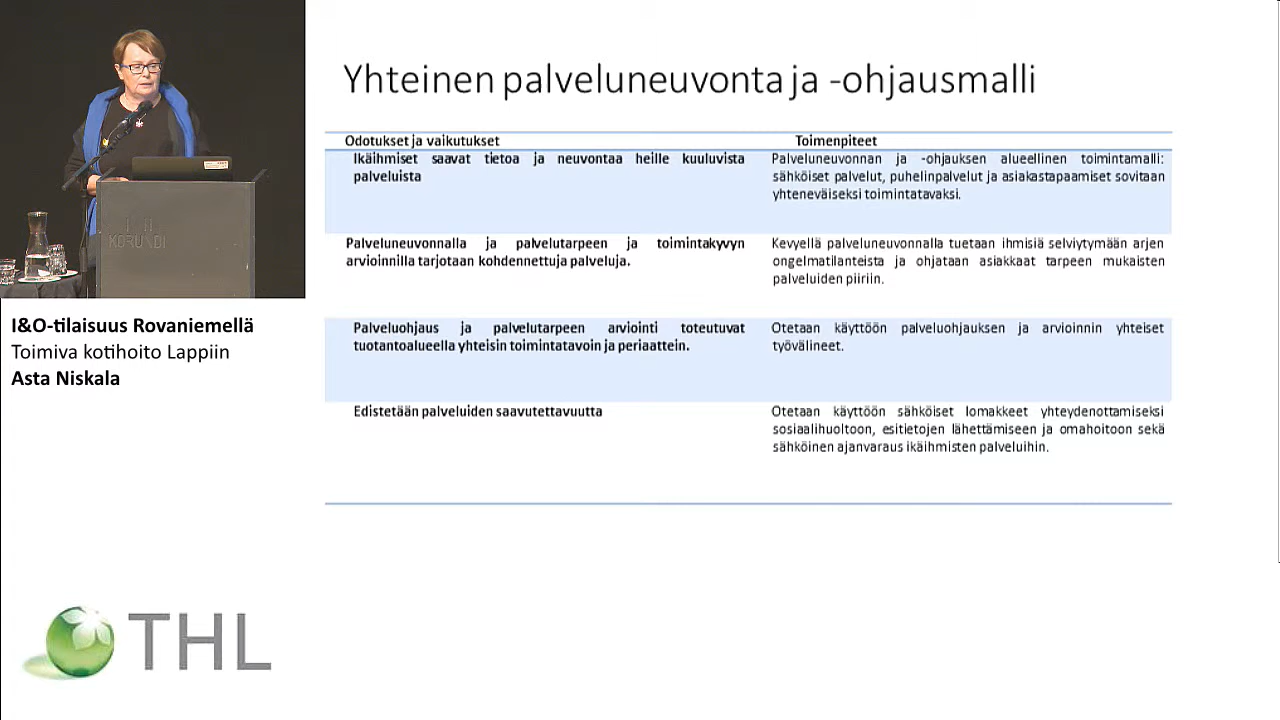 Yhteinen palveluneuvonta ja -ohjausmalli
Odotukset ja vaikutukset
Toimenpiteet
Ikäihmiset saavat tietoa ja neuvontaa heille kuuluvista
palveluista
Palveluneuvonnan ja -ohjauksen alueellinen toimintamalli:
sähköiset palvelut, puhelinpalvelut ja asiakastapaamiset sovitaan
yhteneväiseksi toimintatavaksi.
Palveluneuvonnalla ja palvelutarpeen ja toimintakyvyn
arvioinnilla tarjotaan kohdennettuja palveluja.
Kevyellä palveluneuvonnalla tuetaan ihmisiä selviytymään arjen
ongelmatilanteista ja ohjataan asiakkaat tarpeen mukaisten
palveluiden piiriin.
Palveluohjaus ja palvelutarpeen arviointi toteutuvat
tuotantoalueella yhteisin toimintatavoin ja periaattein.
Otetaan käyttöön palveluohjauksen ja arvioinnin yhteiset
työvälineet.
Edistetään palveluiden saavutettavuutta
Otetaan käyttöön sähköiset lomakkeet yhteydenottamiseksi
sosiaalihuoltoon, esitietojen lähettämiseen ja omahoitoon sekä
sähköinen ajanvaraus ikäihmisten palveluihin.
KORUNDI
I&O-tilaisuus Rovaniemellä
Toimiva kotihoito Lappiin
Asta Niskala
THL